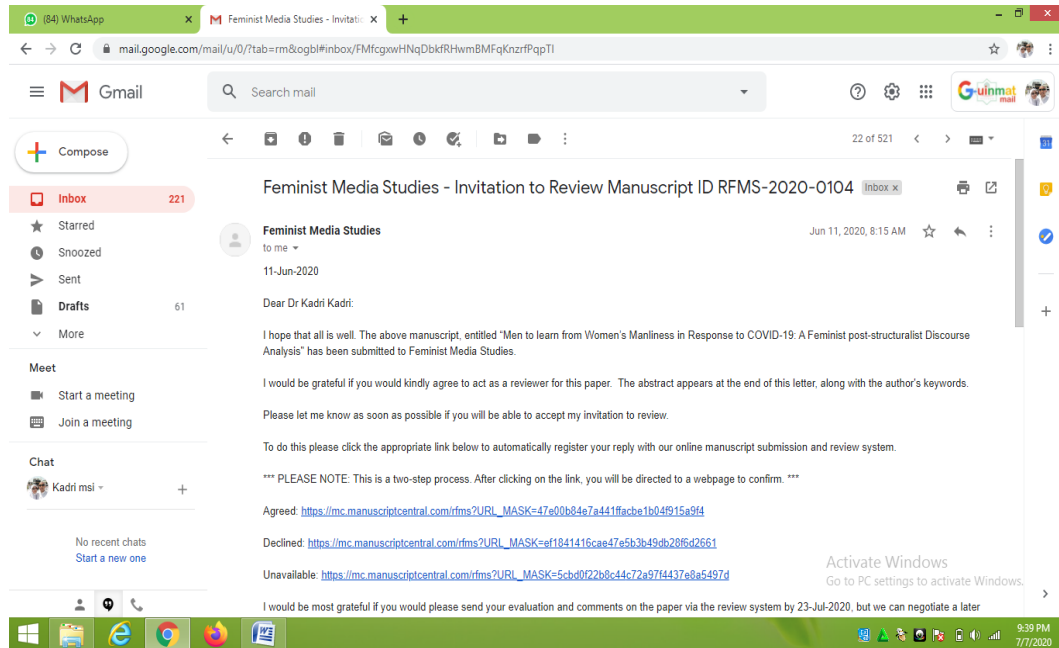 (84) WhatsApp
Feminist Media Studies - Invitatic
mail.google.com/mail/u/0/?tab=rm&ogbl#inbox/FMfcgxwHNqDbkfRHwmBMFqKnzrfPqpTl
Gmail
Search mail
G-uinmat
mail
Compose
22 of 521
Inbox 221
Starred
Snoozed
Sent
Drafts 61
More
Meet
Start a meeting
Join a meeting
Chat
Kadri msi
No recent chats
Start a new one
Feminist Media Studies - Invitation to Review Manuscript ID RFMS-2020-0104 Inbox x
Feminist Media Studies Jun 11, 2020, 8:15 AM
to me
11-Jun-2020
Dear Dr Kadri Kadri:
I hope that all is well. The above manuscript, entitled "Men to learn from Women's Manliness in Response to COVID-19: A Feminist post-structuralist Discourse
Analysis" has been submitted to Feminist Media Studies.
I would be grateful if you would kindly agree to act as a reviewer for this paper. The abstract appears at the end of this letter, along with the author's keywords.
Please let me know as soon as possible if you will be able to accept my invitation to review.
To do this please click the appropriate link below to automatically register your reply with our online manuscript submission and review system.
*** PLEASE NOTE: This is a two-step process. After clicking on the link, you will be directed to a webpage to confirm. ***
Agreed: https://mc.manuscriptcentral.com/rfms?URL_MASK=47e00b84e7a441ffacbe1b04f915a9f4
Declined: https://mc.manuscriptcentral.com/rfms?URL_MASK=ef1841416cae47e5b3b49db28f6d2661
Unavailable: https://mc.manuscriptcentral.com/rfms?URL_MASK=5cbd0f22b8c44c72a97f4437e8a5497d
I would be most grateful if you would please send your evaluation and comments on the paper via the review system by 23-Jul-2020, but we can negotiate a later
Activate Windows
Go to PC settings to activate Windows.
9:39 PM
7/7/2020